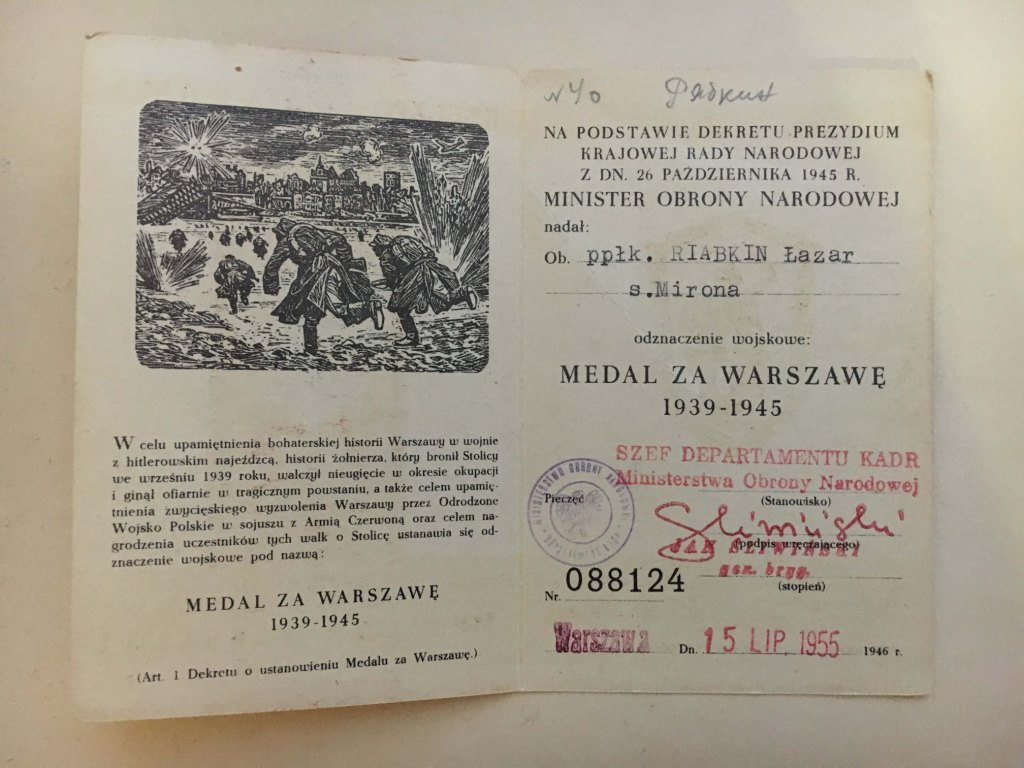 W celu upamiętnienia bohaterskiej historii Warszawy w wojnie
z hitlerowskim najeźdzcą, historii żołnierza, który bronił Stolicy
we wrześniu 1939 roku, walczył nieugięcie w okresie okupacji
i ginął ofiarnie w tragicznym powstaniu, a także celem upamię-
tnienia zwycięskiego wyzwolenia Warszawy przez Odrodzone
Wojsko Polskie w sojuszu z Armią Czerwoną oraz celem na-
grodzenia uczestników tych walk o Stolicę ustanawia się od-
znaczenie wojskowe pod nazwą:
MEDAL ZA WARSZAWĘ
1939-1945
(Art. 1 Dekretu o ustanowieniu Medalu za Warszawę.)
N 40 Рабкин
NA PODSTAWIE DEKRETU PREZYDIUM
KRAJOWEJ RADY NARODOWEJ
Z DN. 26 PAŹDZIERNIKA 1945 R.
MINISTER OBRONY NARODOWEJ
nadał:
Ob. ppłk. RIABKIN Łazar
s.Mirona
odznaczenie wojskowe:
MEDAL ZA WARSZAWĘ
1939-1945
SZEF DEPARTAMENTU KADR
Ministerstwa Obrony Narodowej
Pieczęć
(Stanowisko)
(podpis wręczającego)
JAN ŚLIWIŃSKI
gen. bryg.
(stopień)
Nr. 088124
Warszawa Dn. 15 LIP. 1955 1946 r.